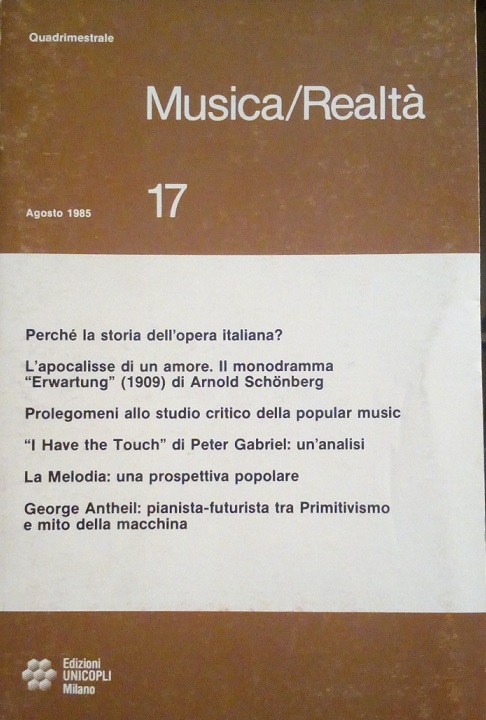 Quadrimestrale
Musica/Realtà
Agosto 1985
17
Perché la storia dell'opera italiana?
L'apocalisse di un amore. Il monodramma
“Erwartung” (1909) di Arnold Schönberg
Prolegomeni allo studio critico della popular music
“I Have the Touch” di Peter Gabriel: un'analisi
La Melodia: una prospettiva popolare
George Antheil: pianista-futurista tra Primitivismo
e mito della macchina
Edizioni
UNICOPLI
Milano